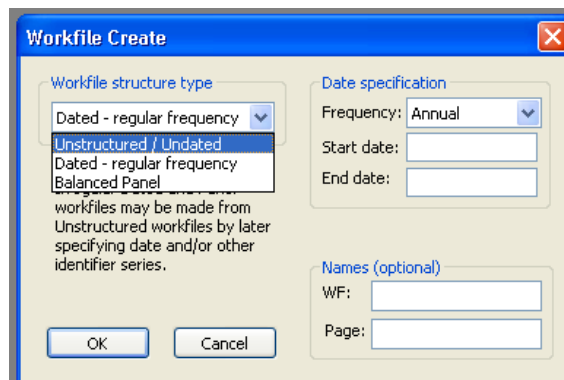 Workfile Create
Workfile structure type
Dated - regular frequency
Unstructured / Undated
Dated - regular frequency
Balanced Panel
workfiles may be made from
Unstructured workfiles by later
specifying date and/or other
identifier series.
OK
Cancel
Date specification
Frequency: Annual
Start date:
End date:
Names (optional)
WF:
Page: